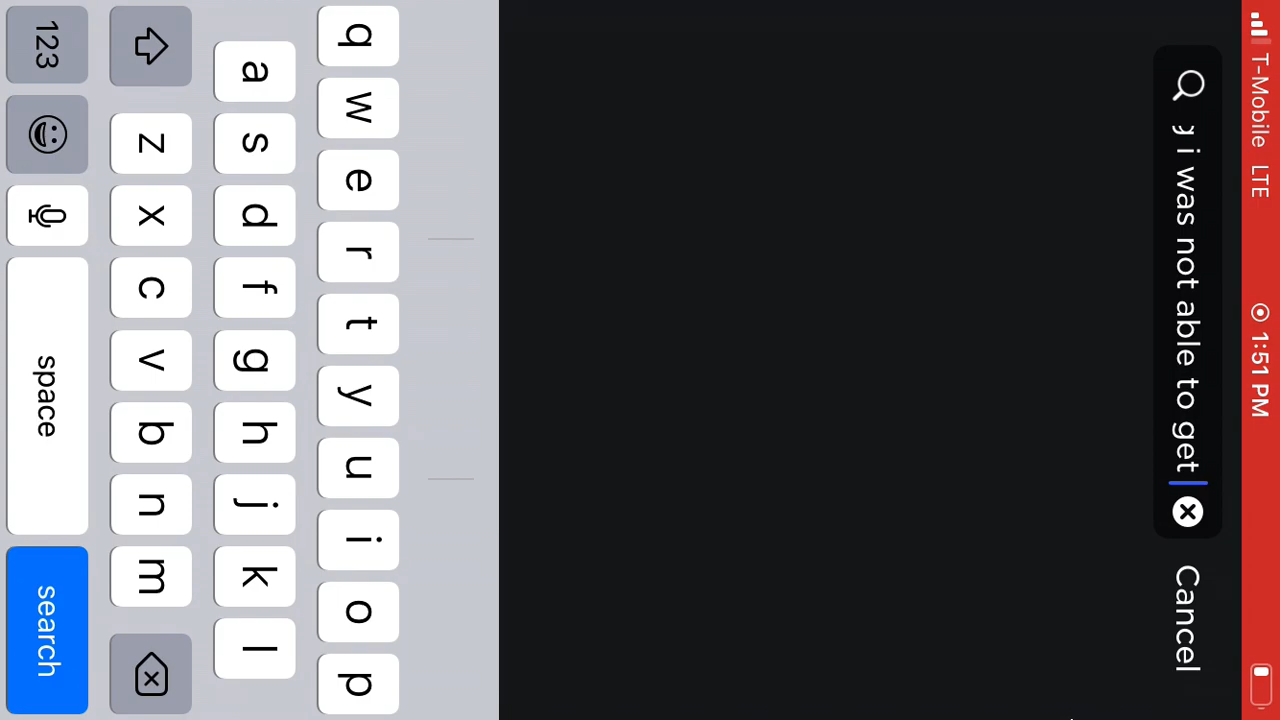 T-Mobile LTE 1:51 PM
y i was not able to get Cancel
q w e r t y u i o p
a s d f g h j k l
z x c v b n m
123 space search